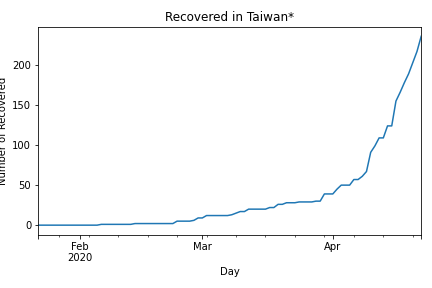 Recovered in Taiwan*
Number of Recovered
200
150
100
50
0
Feb
2020
Mar
Apr
Day